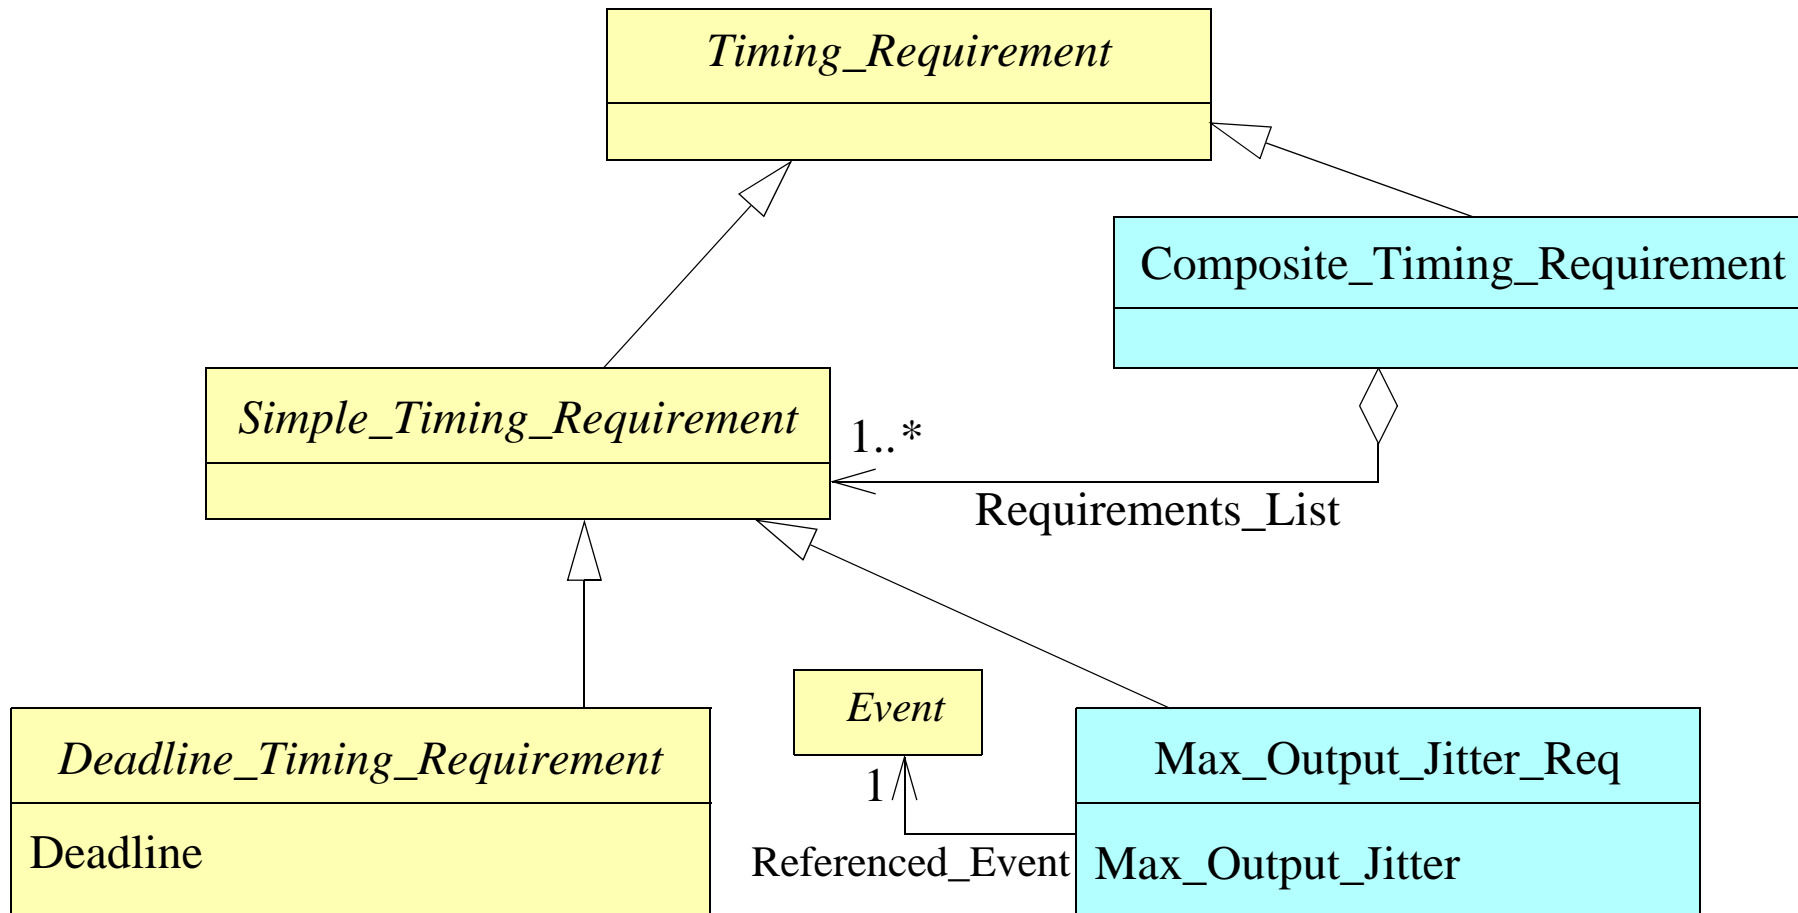 Timing_Requirement
Composite_Timing_Requirement
Simple_Timing_Requirement
1..*
Requirements_List
Event
Deadline_Timing_Requirement
Max_Output_Jitter_Req
1
Deadline
Referenced_Event
Max_Output_Jitter